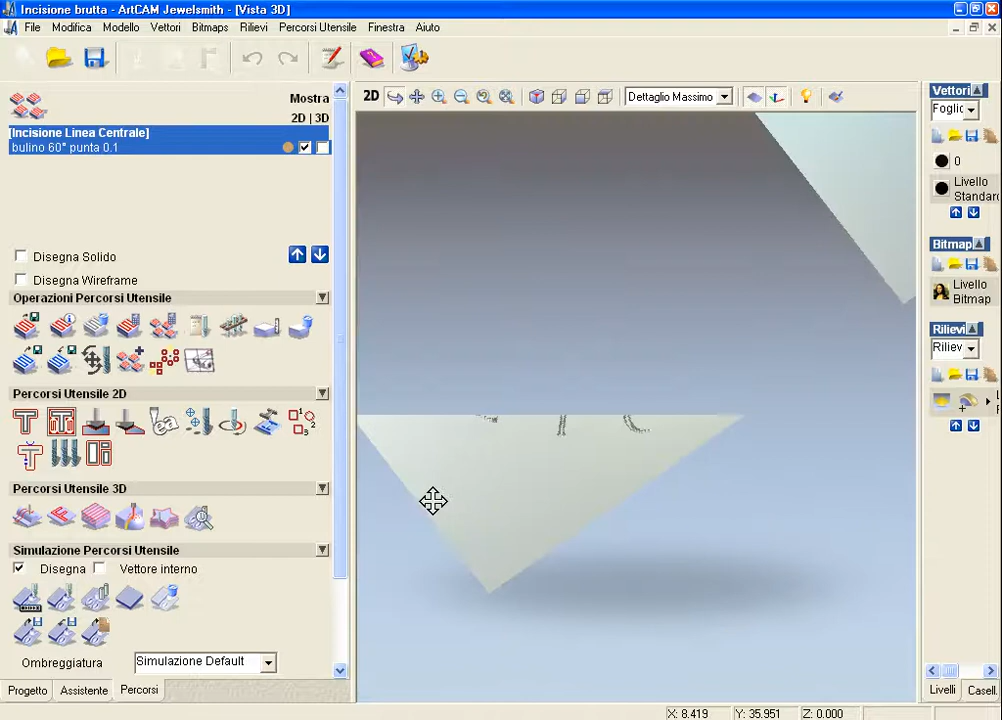 Incisione brutta - ArtCAM Jewelsmith - [Vista 3D]
File Modifica Modello Vettori Bitmaps Rilievi Percorsi Utensile Finestra Aiuto
Mostra
2D | 3D
[Incisione Linea Centrale]
bulino 60° punta 0.1
Disegna Solido
Disegna Wireframe
Operazioni Percorsi Utensile
Percorsi Utensile 2D
Percorsi Utensile 3D
Simulazione Percorsi Utensile
Disegna Vettore interno
Ombreggiatura Simulazione Default
Progetto Assistente Percorsi
2D Dettaglio Massimo
Vettori
Foglio
0
Livello
Standard
Bitmap
Livello
Bitmap
Rilievi
Riliev
Livelli Casell.
X: 8.419 Y: 35.951 Z: 0.000